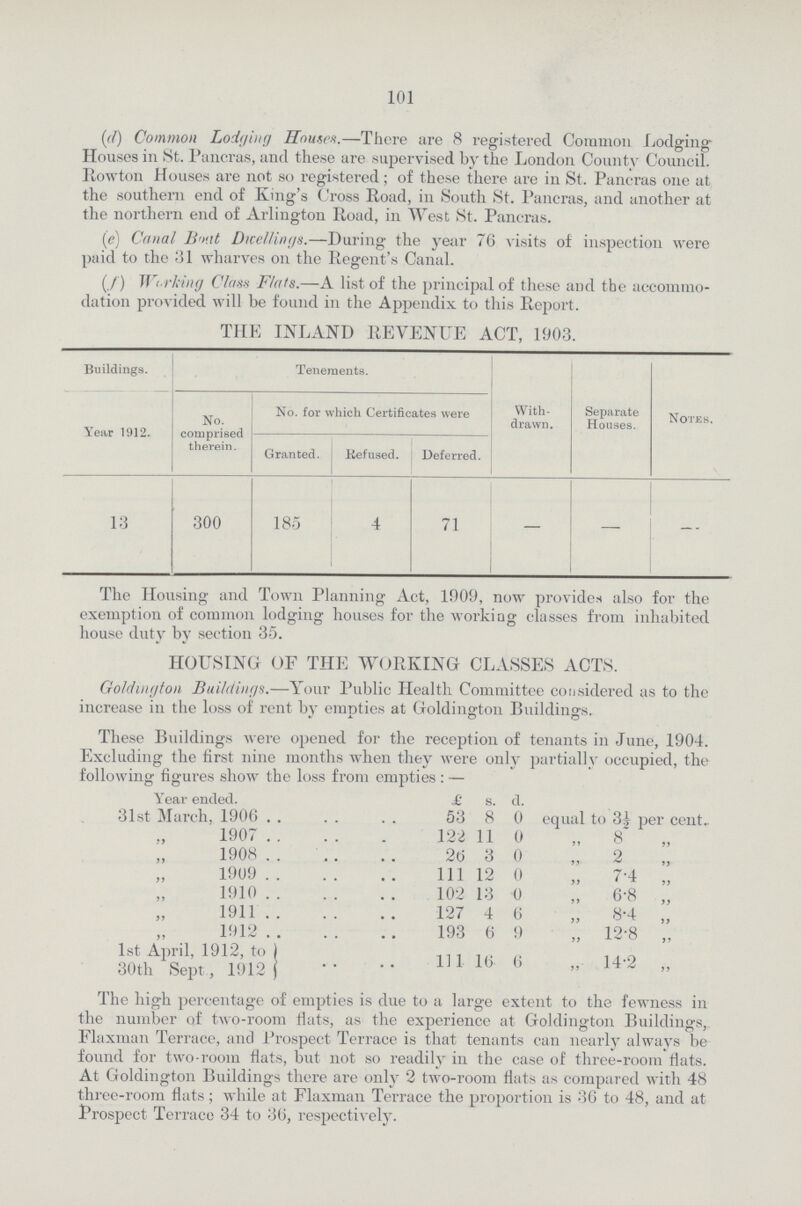 101
(d) Common Lodging Houses.—There are 8 registered Common Lodging
Houses in St. Pancras, and these are supervised by the London County Council.
Rowton Houses are not so registered; of these there are in St. Pancras one at
the southern end of King's Cross Road, in South St. Pancras, and another at
the northern end of Arlington Road, in West St. Pancras.
(e) Canal Boat Dwellings.—During the year 76 visits of inspection were
paid to the 31 wharves on the Regent's Canal.
(f) Working Class Flats.—A list of the principal of these and the accommo-
dation provided will be found in the Appendix to this Report.
THE INLAND REVENUE ACT, 1903.
Buildings. Tenements. With-drawn. Separate Houses. NOTES.
Year 1912. No. comprised therein. No. for which Certificates were
Granted. Refused. Deferred.
13 300 185 4 71 — — —
The Housing and Town Planning Act, 1909, now provides also for the
exemption of common lodging houses for the working classes from inhabited
house duty by section 35.
HOUSING OF THE WORKING CLASSES ACTS.
Goldington Buildings.—Your Public Health Committee considered as to the
increase in the loss of rent by empties at Goldington Buildings.
These Buildings were opened for the reception of tenants in June, 1904.
Excluding the first nine months when they were only partially occupied, the
following figures show the loss from empties :—
Year ended. £ s. d.
31st March, 1906 .. .. .. 53 8 0 equal to 3½ per cent.
„ 1907 .. .. . 122 11 0 „ 8 „
„ 1908 .. .. .. 26 3 0 „ 2 „
„ 1909 .. .. .. 111 12 0 „ 7·4 „
„ 1910 .. .. .. 102 13 0 „ 6·8 „
„ 1911 .. .. .. 127 4 6 „ 8·4 „
„ 1912 .. .. .. 193 6 9 „ 12·8 „
1st April, 1912, to }
30th Sept., 1912 } .. .. 111 16 6 „ 14·2 „
The high percentage of empties is due to a large extent to the fewness in
the number of two-room flats, as the experience at Goldington Buildings,
Flaxman Terrace, and Prospect Terrace is that tenants can nearly always be
found for two-room flats, but not so readily in the case of three-room flats.
At Goldington Buildings there are only 2 two-room flats as compared with 48
three-room flats; while at Flaxman Terrace the proportion is 36 to 48, and at
Prospect Terrace 34 to 36, respectively.